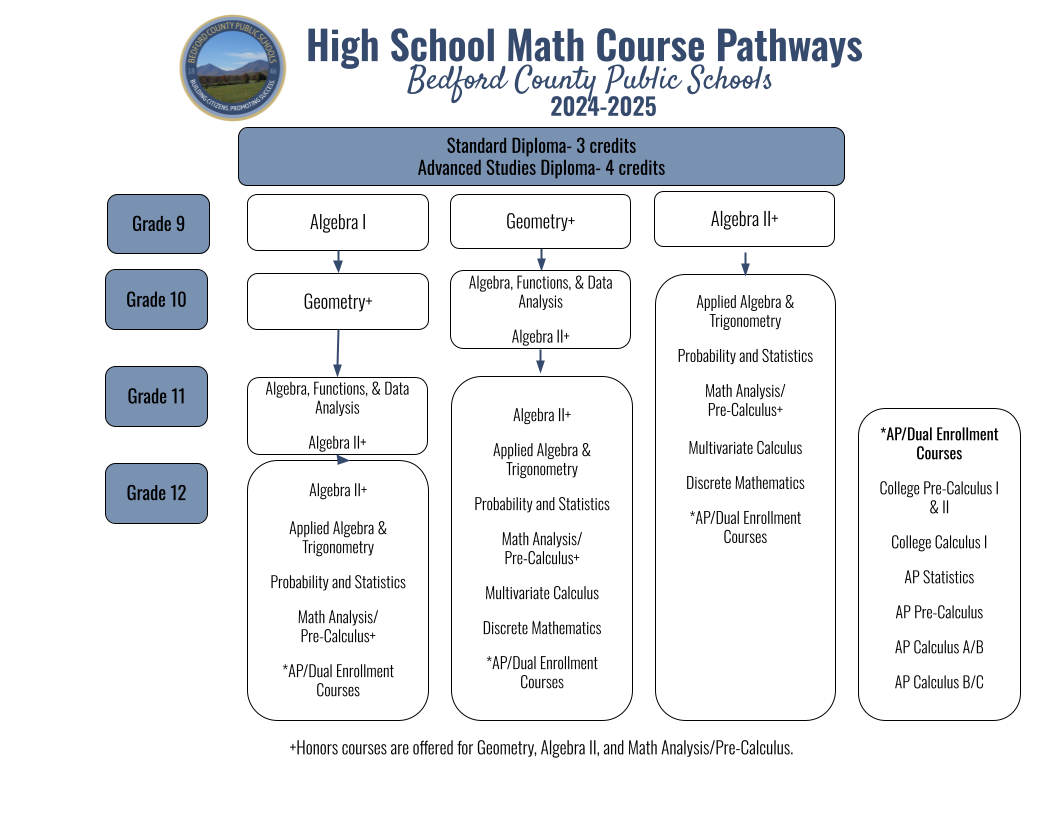 BEDFORD COUNTY PUBLIC SCHOOLS
18 46
BUILDING CITIZENS. PROMOTING SUCCESS.
High School Math Course Pathways
Bedford County Public Schools
2024-2025
Standard Diploma- 3 credits
Advanced Studies Diploma- 4 credits
Grade 9
Algebra I
Geometry+
Algebra II+
Grade 10
Geometry+
Algebra, Functions, & Data
Analysis
Algebra II+
Grade 11
Algebra, Functions, & Data
Analysis
Algebra II+
Grade 12
Algebra II+
Applied Algebra &
Trigonometry
Probability and Statistics
Math Analysis/
Pre-Calculus+
*AP/Dual Enrollment
Courses
Algebra II+
Applied Algebra &
Trigonometry
Probability and Statistics
Math Analysis/
Pre-Calculus+
Multivariate Calculus
Discrete Mathematics
*AP/Dual Enrollment
Courses
Applied Algebra &
Trigonometry
Probability and Statistics
Math Analysis/
Pre-Calculus+
Multivariate Calculus
Discrete Mathematics
*AP/Dual Enrollment
Courses
*AP/Dual Enrollment
Courses
College Pre-Calculus I
& II
College Calculus I
AP Statistics
AP Pre-Calculus
AP Calculus A/B
AP Calculus B/C
+Honors courses are offered for Geometry, Algebra II, and Math Analysis/Pre-Calculus.